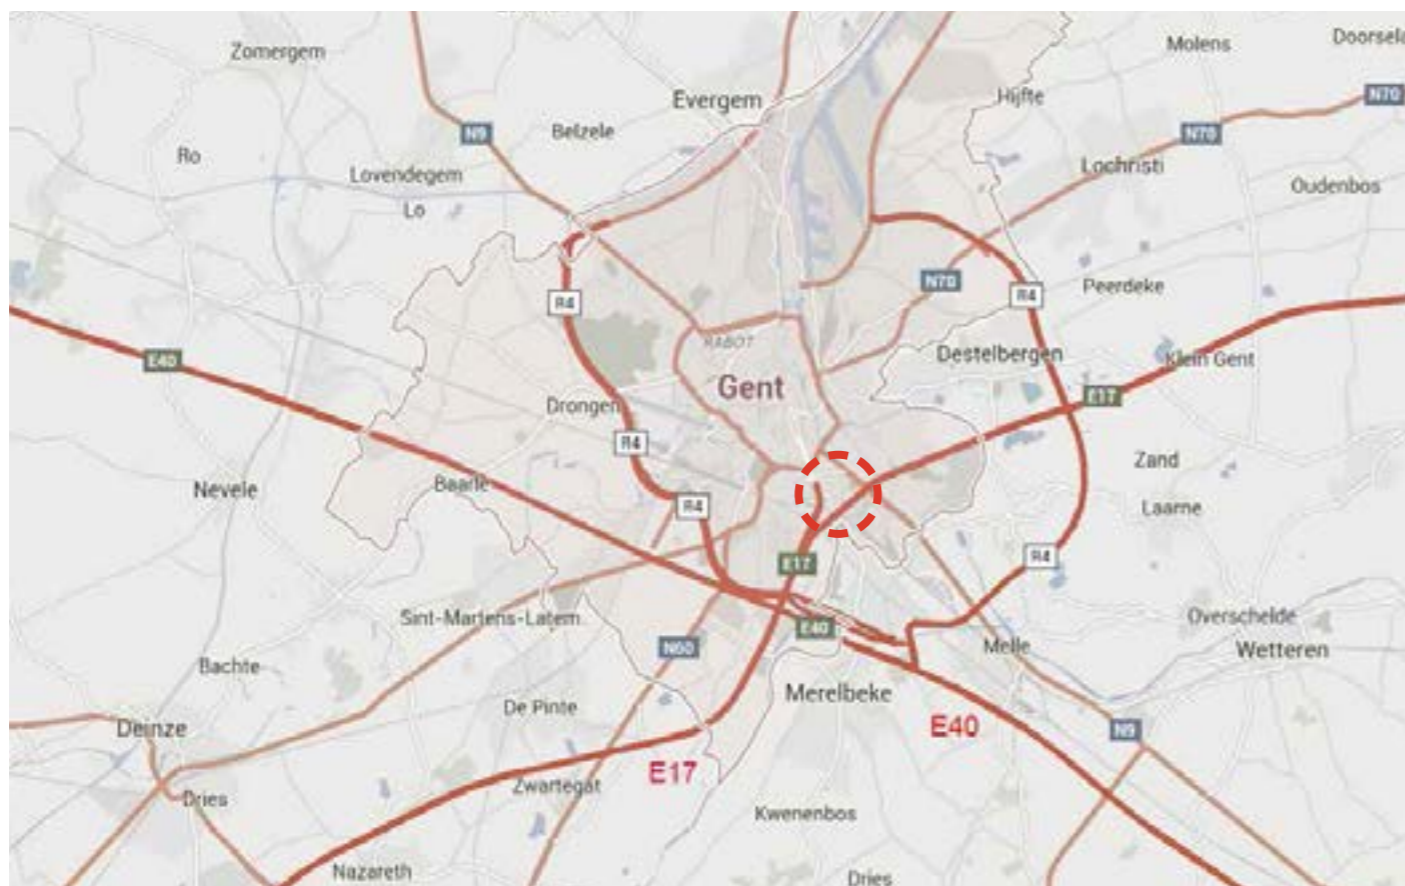 Doorsela
Molens
Zomergem
N70
Hijfte
Evergem
Belzele
N9
N70
Ro
Lochristi
Lovendegem
Oudenbos
Lo
N70
Peerdeke
R4
R4
RABOT
Destelbergen
E40
Klein Gent
Gent
E17
Drongen
R4
Zand
Baarle
Nevele
R4
Laarne
R4
E17
Sint-Martens-Latem
Overschelde
E40
N60
Melle
Wetteren
Bachte
Merelbeke
De Pinte
Deinze
E40
N9
E17
Zwartegat
Dries
Kwenenbos
Nazareth
Dries